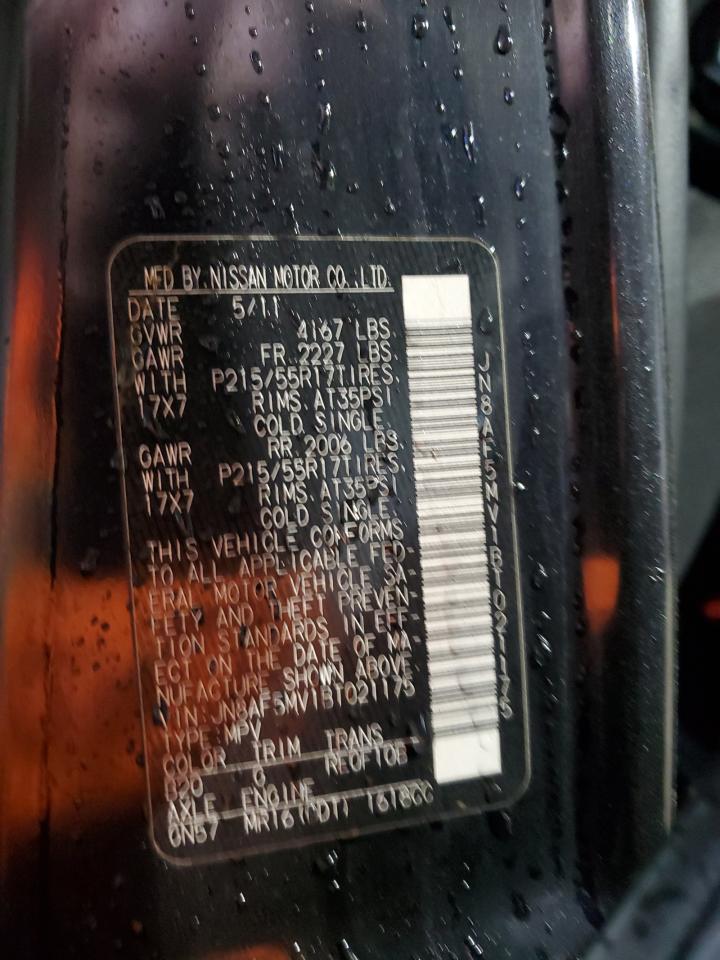 MFD BY NISSAN MOTOR CO.,LTD.
DATE 5/11
GVWR 4167 LBS
GAWR FR 2227 LBS
WITH P215/55R17TIRES
17X7 RIMS AT35PSI
COLD SINGLE
GAWR RR 2006 LBS.
WITH P215/55R17TIRES
17X7 RIMS AT35PSI
COLD SINGLE
THIS VEHICLE CONFORMS
TO ALL APPLICABLE FED-
ERAL MOTOR VEHICLE SA-
FETY AND THEFT PREVEN-
TION STANDARDS IN EFF-
ECT ON THE DATE OF MA-
NUFACTURE SHOWN ABOVE
VIN:JN8AF5MV1BT021175
TYPE:MPV
COLOR TRIM TRANS
B20 G RE0F10B
AXLE ENGINE
0N57 MR16(DDT) 1618CC
JN8AF5MV1BT021175